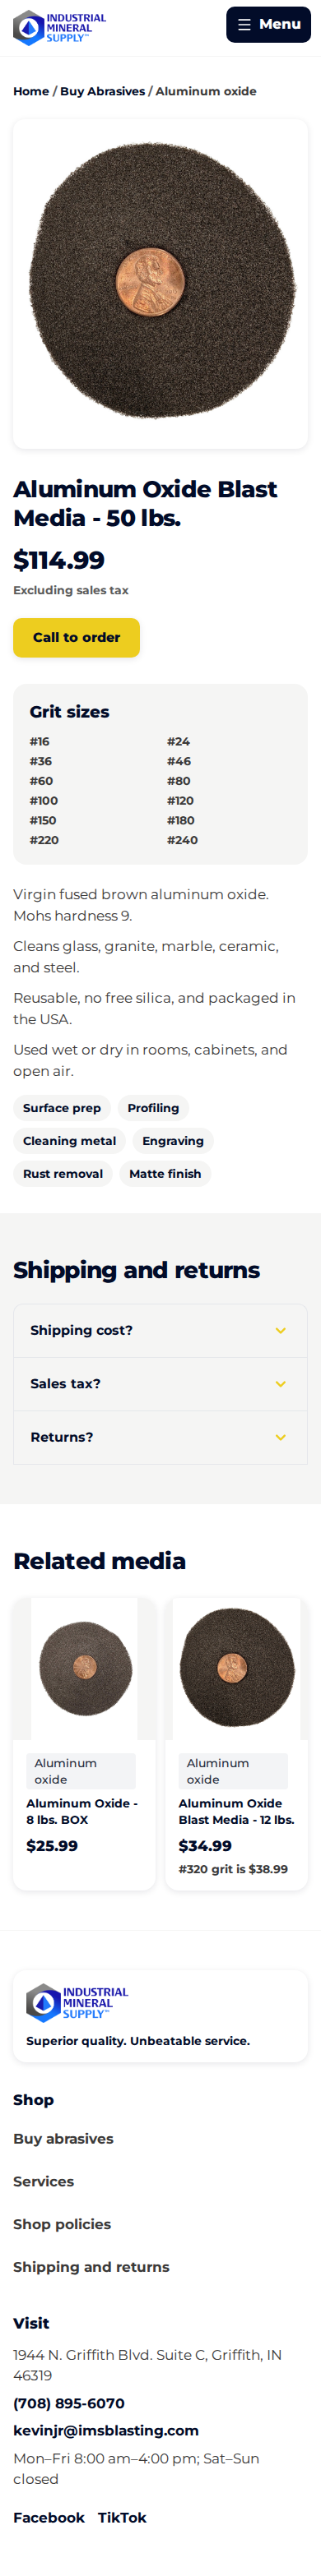 INDUSTRIAL
MINERAL
SUPPLY™
Menu
Home / Buy Abrasives / Aluminum oxide
Aluminum Oxide Blast
Media - 50 lbs.
$114.99
Excluding sales tax
Call to order
Grit sizes
#16 #24
#36 #46
#60 #80
#100 #120
#150 #180
#220 #240
Virgin fused brown aluminum oxide.
Mohs hardness 9.
Cleans glass, granite, marble, ceramic,
and steel.
Reusable, no free silica, and packaged in
the USA.
Used wet or dry in rooms, cabinets, and
open air.
Surface prep Profiling
Cleaning metal Engraving
Rust removal Matte finish
Shipping and returns
Shipping cost?
Sales tax?
Returns?
Related media
Aluminum
oxide
Aluminum Oxide -
8 lbs. BOX
$25.99
Aluminum
oxide
Aluminum Oxide
Blast Media - 12 lbs.
$34.99
#320 grit is $38.99
INDUSTRIAL
MINERAL
SUPPLY™
Superior quality. Unbeatable service.
Shop
Buy abrasives
Services
Shop policies
Shipping and returns
Visit
1944 N. Griffith Blvd. Suite C, Griffith, IN
46319
(708) 895-6070
kevinjr@imsblasting.com
Mon–Fri 8:00 am–4:00 pm; Sat–Sun
closed
Facebook TikTok